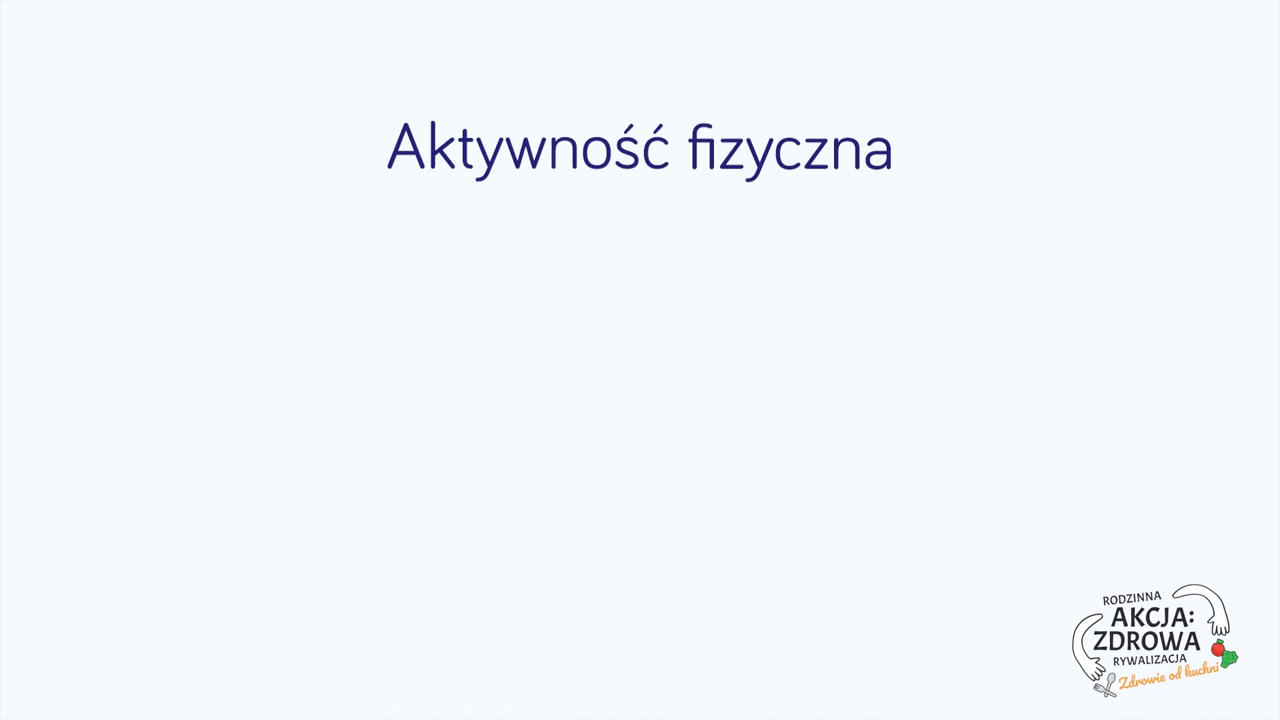 Aktywność fizyczna
RODZINNA
AKCJA:
ZDROWA
RYWALIZACJA
Zdrowie od kuchni